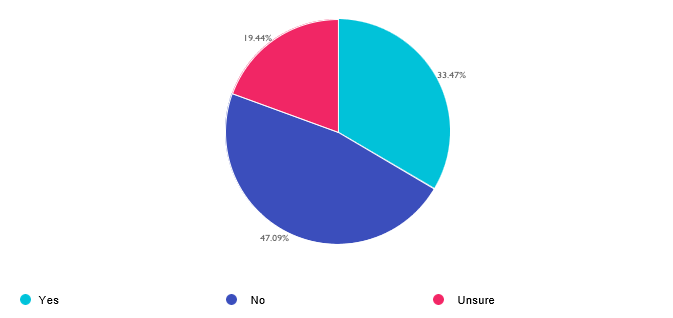 19.44%
33.47%
47.09%
Yes
No
Unsure